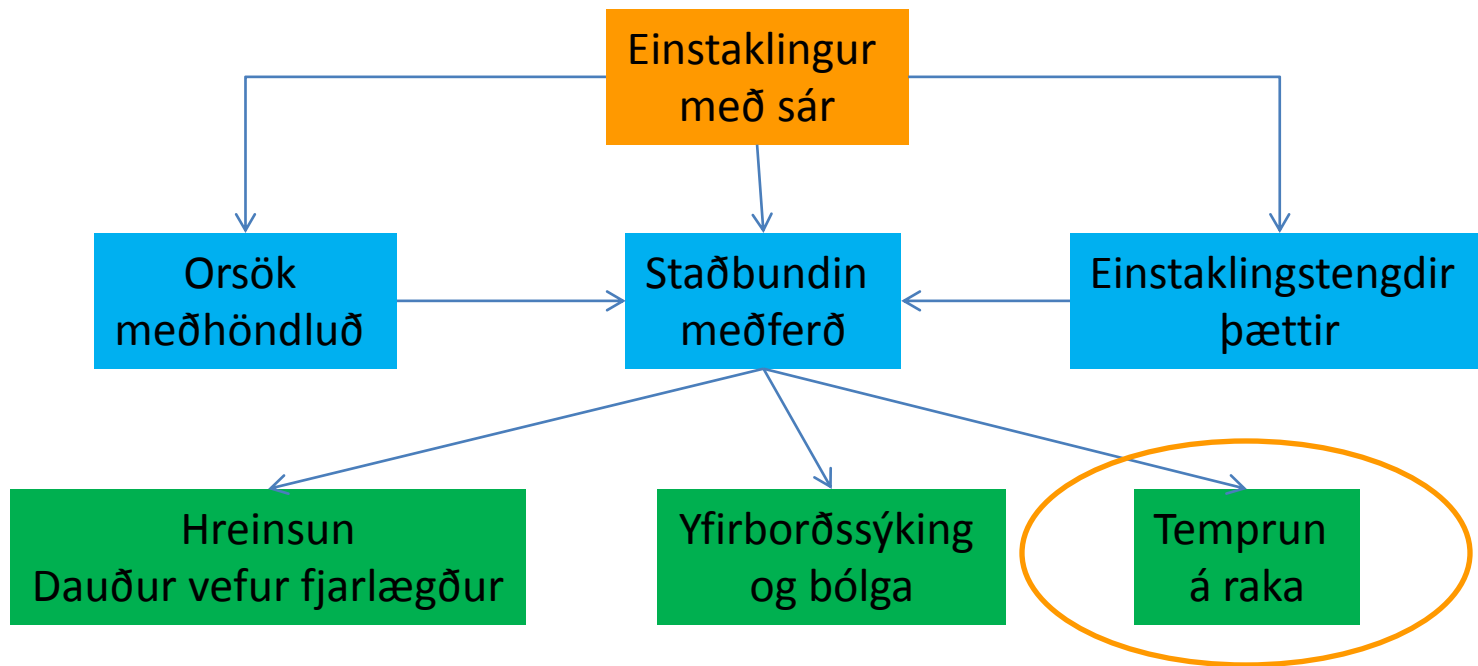 Einstaklingur
með sár
Orsök
meðhöndluð
Staðbundin
meðferð
Einstaklingstengdir
þættir
Hreinsun
Dauður vefur fjarlægður
Yfirborðssýking
og bólga
Temprun
á raka